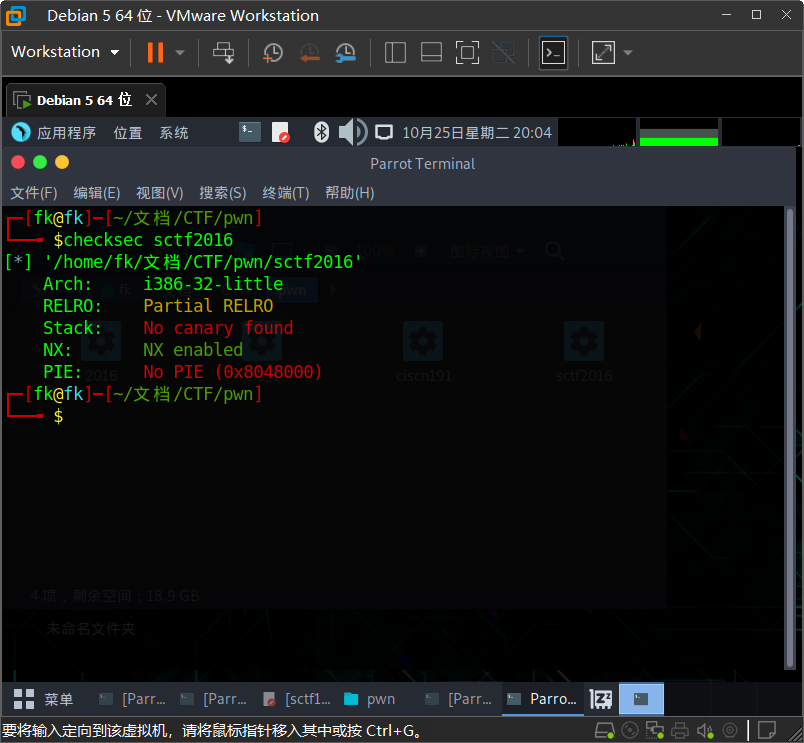 Debian 5 64 位 - VMware Workstation
Workstation
Debian 5 64 位
应用程序 位置 系统 10月25日星期二 20:04
Parrot Terminal
文件(F) 编辑(E) 视图(V) 搜索(S) 终端(T) 帮助(H)
[fk@fk]-[~/文档/CTF/pwn]
$checksec sctf2016
[*] '/home/fk/文档/CTF/pwn/sctf2016'
Arch: i386-32-little
RELRO: Partial RELRO
Stack: No canary found
NX: NX enabled
PIE: No PIE (0x8048000)
[fk@fk]-[~/文档/CTF/pwn]
$
100% 图标视图
fk pwn
2016 ciscn191 sctf2016
4 项，剩余空间：18.9 GB
未命名文件夹
菜单 [Parr... [Parr... [sctf1... pwn [Parr... Parro...
要将输入定向到该虚拟机，请将鼠标指针移入其中或按 Ctrl+G。